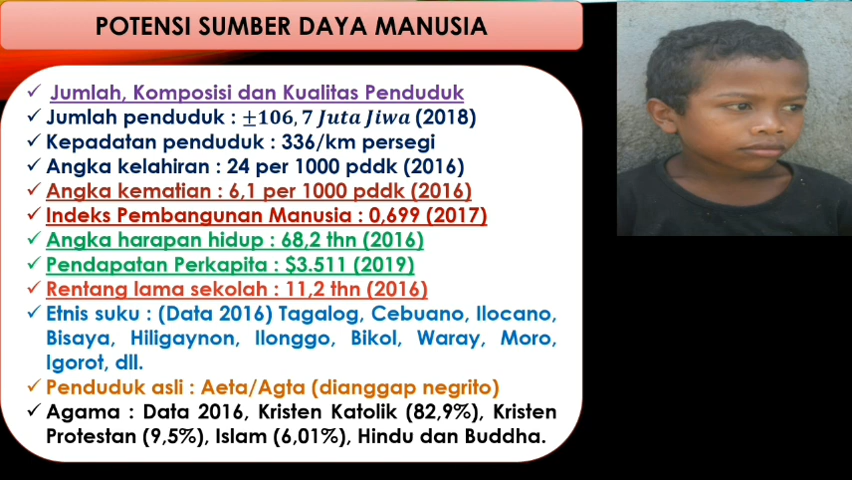 POTENSI SUMBER DAYA MANUSIA
✓ Jumlah, Komposisi dan Kualitas Penduduk
✓ Jumlah penduduk : ±106,7 Juta Jiwa (2018)
✓ Kepadatan penduduk : 336/km persegi
✓ Angka kelahiran : 24 per 1000 pddk (2016)
✓ Angka kematian : 6,1 per 1000 pddk (2016)
✓ Indeks Pembangunan Manusia : 0,699 (2017)
✓ Angka harapan hidup : 68,2 thn (2016)
✓ Pendapatan Perkapita : $3.511 (2019)
✓ Rentang lama sekolah : 11,2 thn (2016)
✓ Etnis suku : (Data 2016) Tagalog, Cebuano, Ilocano,
Bisaya, Hiligaynon, Ilonggo, Bikol, Waray, Moro,
Igorot, dll.
✓ Penduduk asli : Aeta/Agta (dianggap negrito)
✓ Agama : Data 2016, Kristen Katolik (82,9%), Kristen
Protestan (9,5%), Islam (6,01%), Hindu dan Buddha.